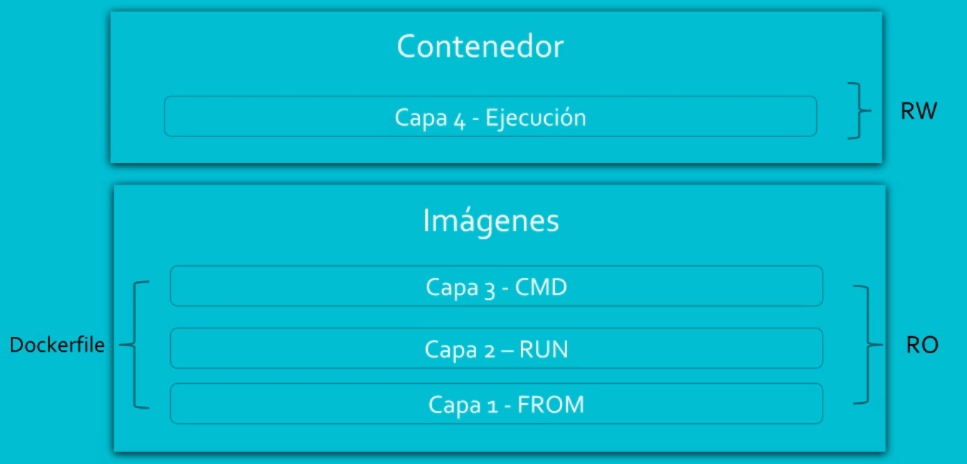 Contenedor
Capa 4 - Ejecución
RW
Imágenes
Capa 3 - CMD
Dockerfile
Capa 2 – RUN
RO
Capa 1 - FROM